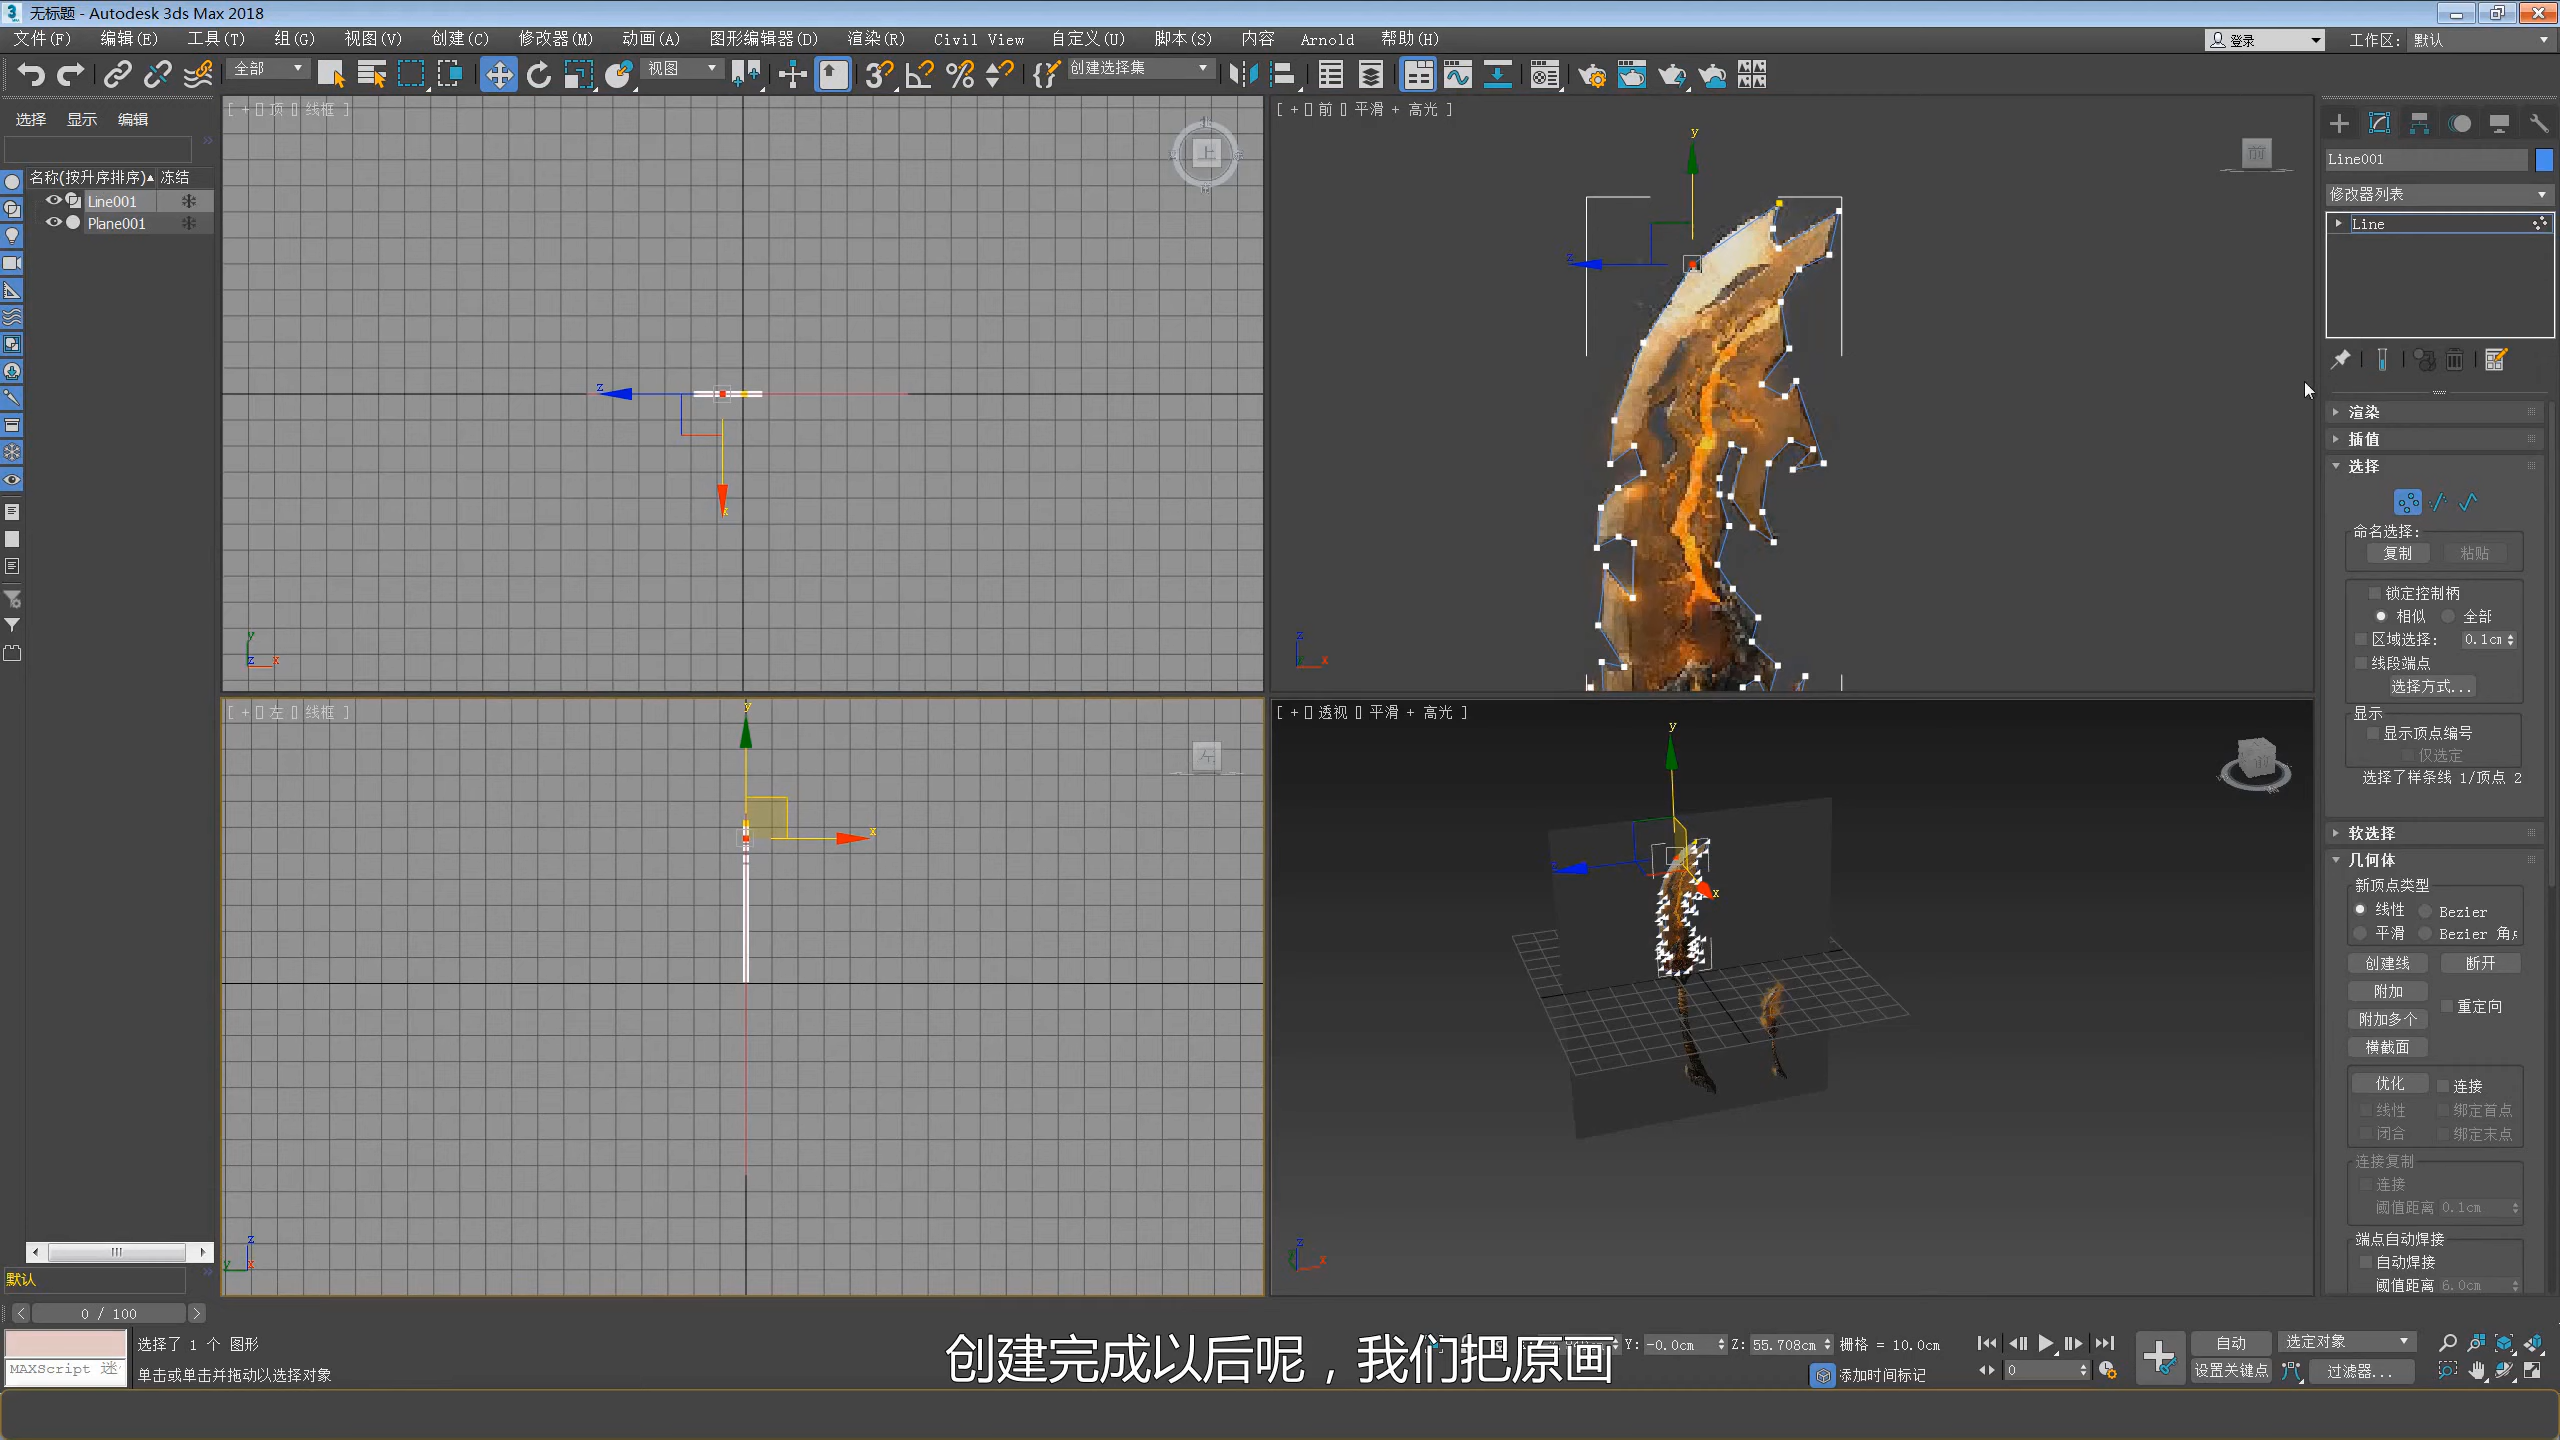 无标题 - Autodesk 3ds Max 2018
文件(F) 编辑(E) 工具(T) 组(G) 视图(V) 创建(C) 修改器(M) 动画(A) 图形编辑器(D) 渲染(R) Civil View 自定义(U) 脚本(S) 内容 Arnold 帮助(H)
登录 工作区: 默认
全部 视图 创建选择集
选择 显示 编辑
名称(按升序排序) 冻结
Line001
Plane001
默认
[ + 顶 线框 ]
上
[ + 前 平滑 + 高光 ]
前
[ + 左 线框 ]
左
[ + 透视 平滑 + 高光 ]
Line001
修改器列表
Line
渲染
插值
选择
命名选择:
复制 粘贴
锁定控制柄
相似 全部
区域选择: 0.1cm
线段端点
选择方式...
显示
显示顶点编号
仅选定
选择了样条线 1/顶点 2
软选择
几何体
新顶点类型
线性 Bezier
平滑 Bezier 角
创建线 断开
附加
重定向
附加多个
横截面
优化 连接
线性 绑定首点
闭合 绑定末点
连接复制
连接
阈值距离 0.1cm
端点自动焊接
自动焊接
阈值距离 6.0cm
0 / 100
选择了 1 个 图形
MAXScript 迷
单击或单击并拖动以选择对象
创建完成以后呢，我们把原画
Y: -0.0cm Z: 55.708cm 栅格 = 10.0cm
添加时间标记
0
自动 选定对象
设置关键点 过滤器...